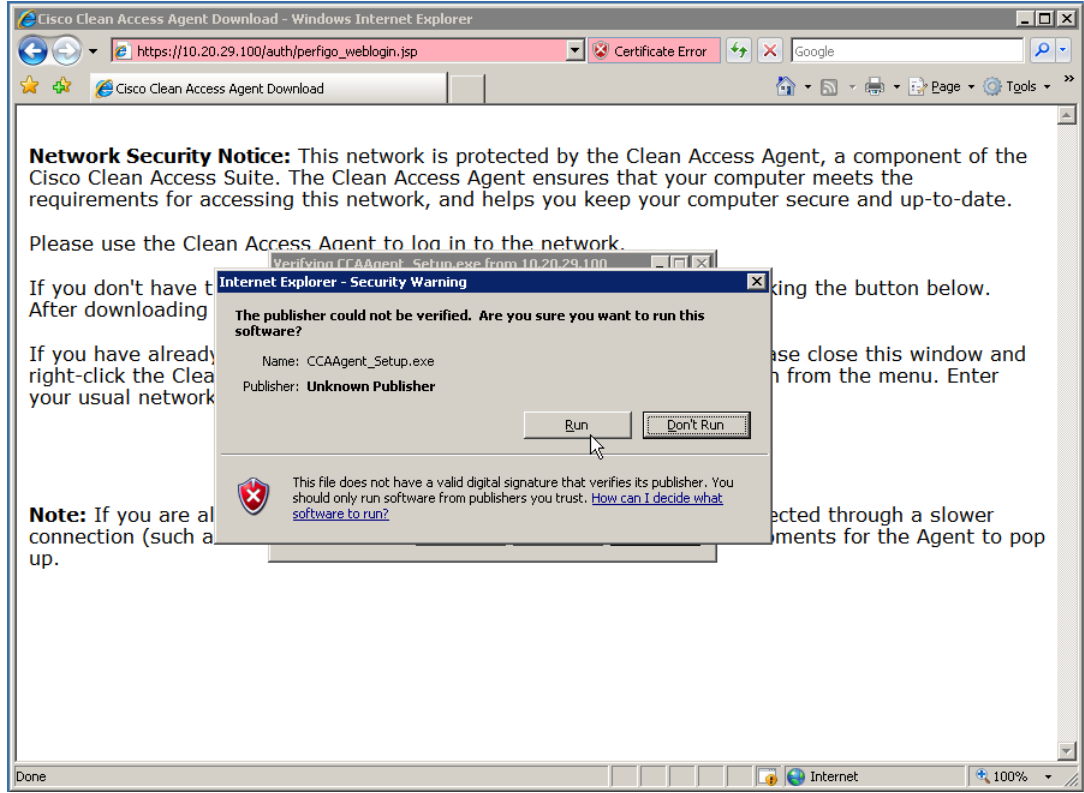 Cisco Clean Access Agent Download - Windows Internet Explorer
https://10.20.29.100/auth/perfigo_weblogin.jsp
Certificate Error
Google
Cisco Clean Access Agent Download
Page
Tools
»
Network Security Notice: This network is protected by the Clean Access Agent, a component of the
Cisco Clean Access Suite. The Clean Access Agent ensures that your computer meets the
requirements for accessing this network, and helps you keep your computer secure and up-to-date.
Please use the Clean Access Agent to log in to the network.
Verifying CCAAgent_Setup.exe from 10.20.29.100
If you don't have t
king the button below.
After downloading
If you have already
ase close this window and
right-click the Clea
n from the menu. Enter
your usual network
Internet Explorer - Security Warning
The publisher could not be verified. Are you sure you want to run this
software?
Name: CCAAgent_Setup.exe
Publisher: Unknown Publisher
Run
Don't Run
This file does not have a valid digital signature that verifies its publisher. You
should only run software from publishers you trust. How can I decide what
software to run?
Note: If you are al
ected through a slower
connection (such a
oments for the Agent to pop
up.
Done
Internet
100%